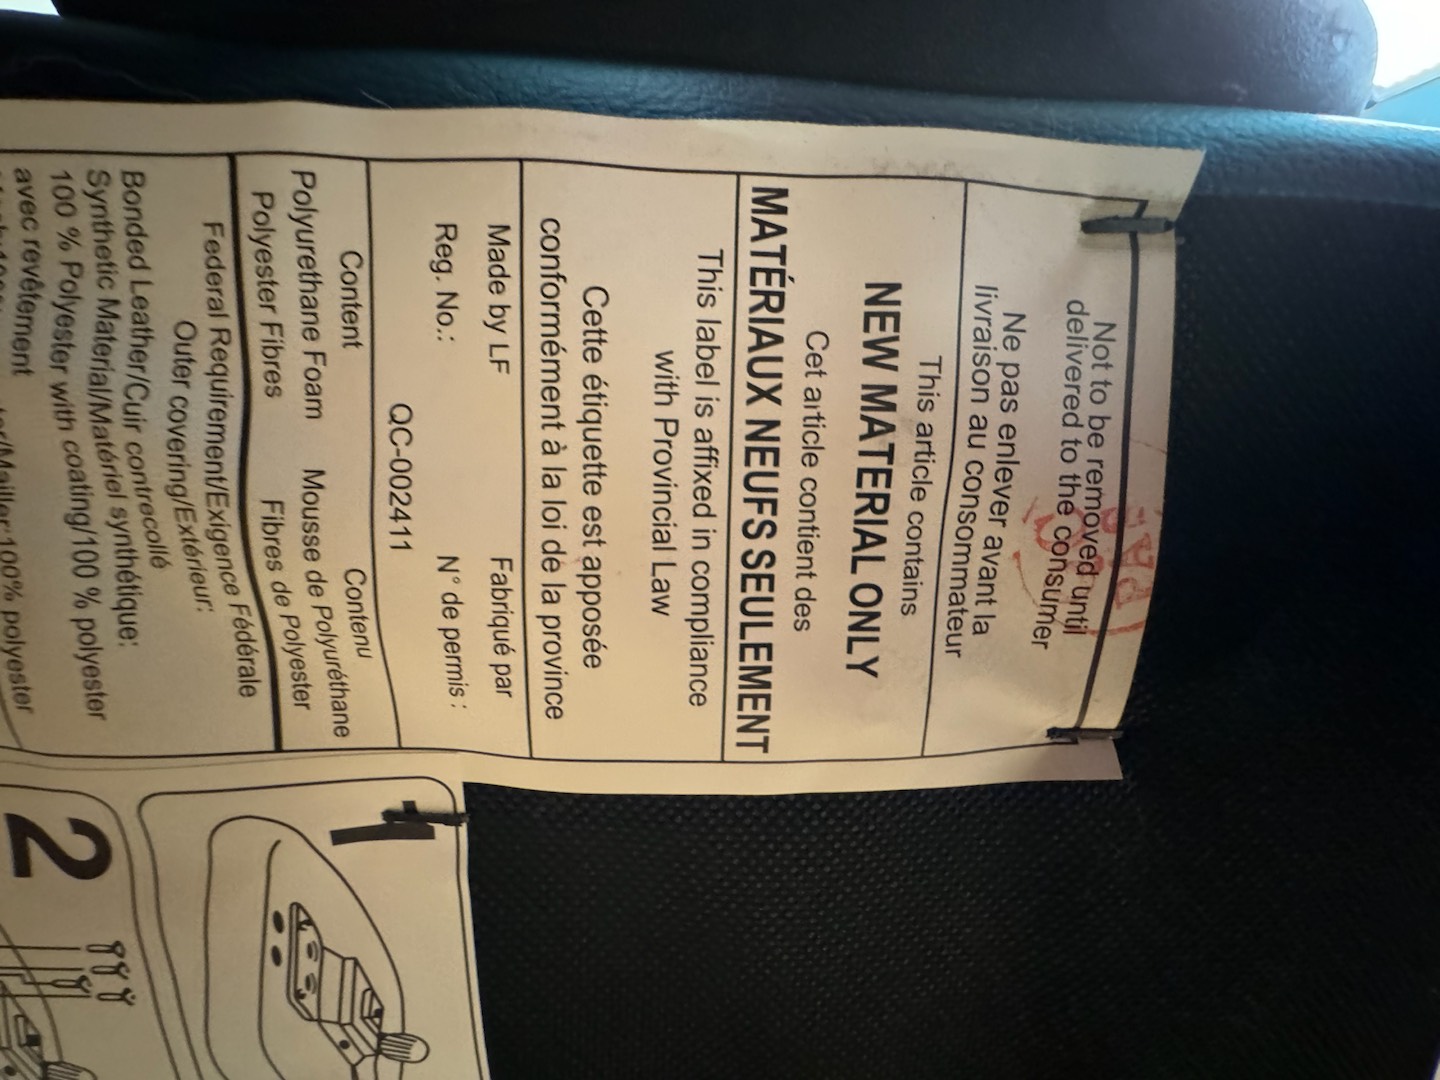 Not to be removed until
delivered to the consumer
Ne pas enlever avant la
livraison au consommateur
This article contains
NEW MATERIAL ONLY
Cet article contient des
MATÉRIAUX NEUFS SEULEMENT
This label is affixed in compliance
with Provincial Law
Cette étiquette est apposée
conformément à la loi de la province
Made by LF Fabriqué par
Reg. No.: N° de permis :
QC-002411
Content Contenu
Polyurethane Foam Mousse de Polyuréthane
Polyester Fibres Fibres de Polyester
Federal Requirement/Exigence Fédérale
Outer covering/Extérieur:
Bonded Leather/Cuir contrecollé
Synthetic Material/Matériel synthétique:
100 % Polyester with coating/100 % polyester
avec revêtement
100% polyester
1
2